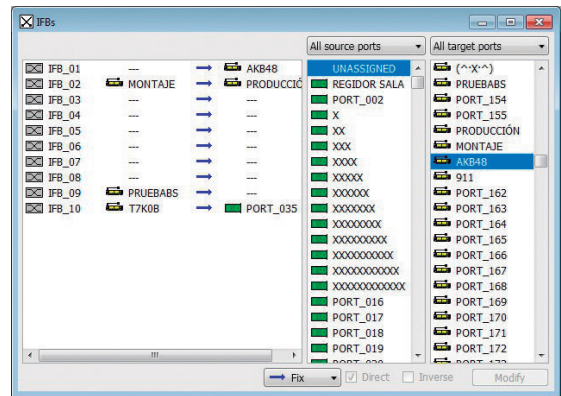 IFBs
All source ports
All target ports
IFB_01 --- AKB48
IFB_02 MONTAJE PRODUCCIÓ
IFB_03 --- ---
IFB_04 --- ---
IFB_05 --- ---
IFB_06 --- ---
IFB_07 --- ---
IFB_08 --- ---
IFB_09 PRUEBABS ---
IFB_10 T7K0B PORT_035
UNASSIGNED
REGIDOR SALA
PORT_002
X
XX
XXX
XXXX
XXXXX
XXXXXX
XXXXXXX
XXXXXXXX
XXXXXXXXX
XXXXXXXXXX
XXXXXXXXXXX
XXXXXXXXXXXX
PORT_016
PORT_017
PORT_018
PORT_019
PORT_020
(^·X·^)
PRUEBABS
PORT_154
PORT_155
PRODUCCIÓN
MONTAJE
AKB48
911
PORT_162
PORT_163
PORT_164
PORT_165
PORT_166
PORT_167
PORT_168
PORT_169
PORT_170
PORT_171
PORT_172
PORT_173
Fix
Direct
Inverse
Modify